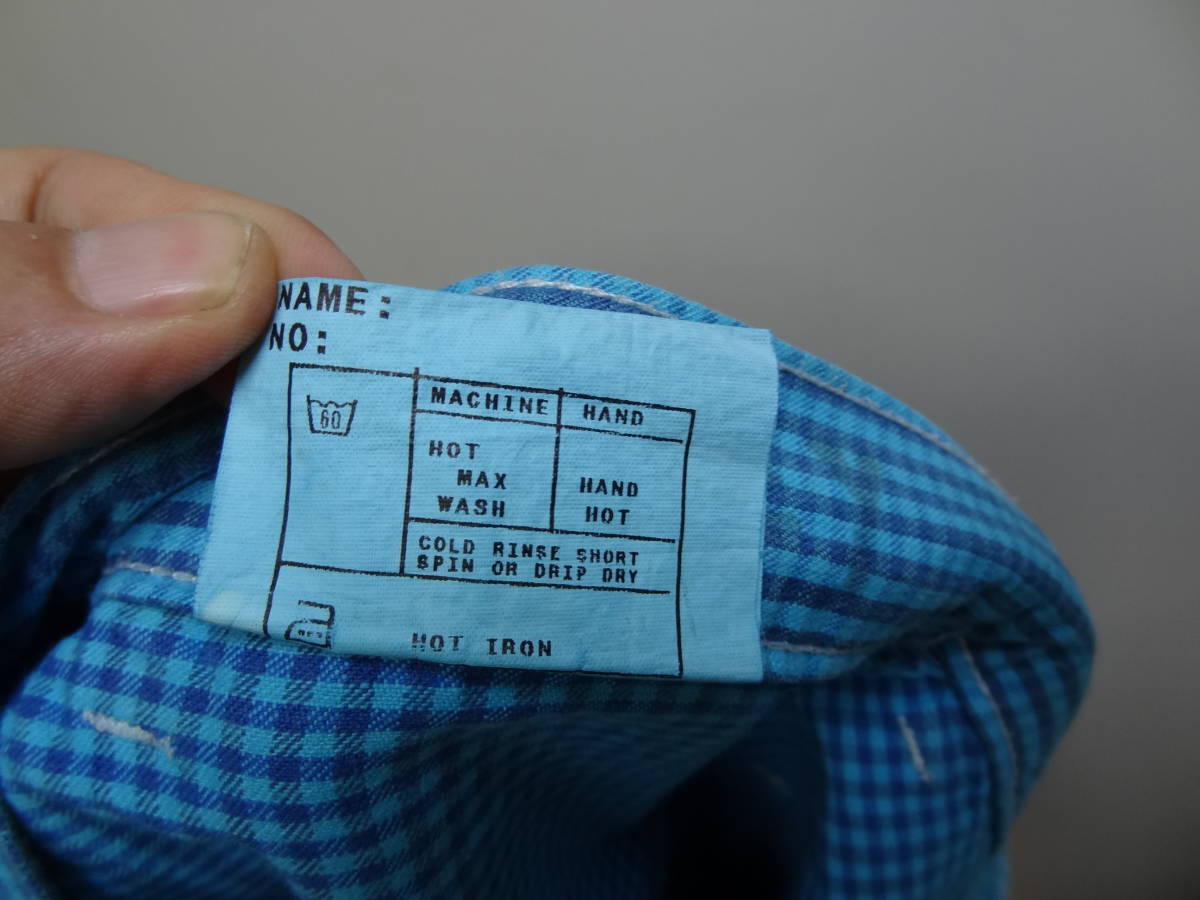 NAME:
NO:
60
MACHINE HAND
HOT
MAX
WASH
HAND
HOT
COLD RINSE SHORT
SPIN OR DRIP DRY
HOT IRON